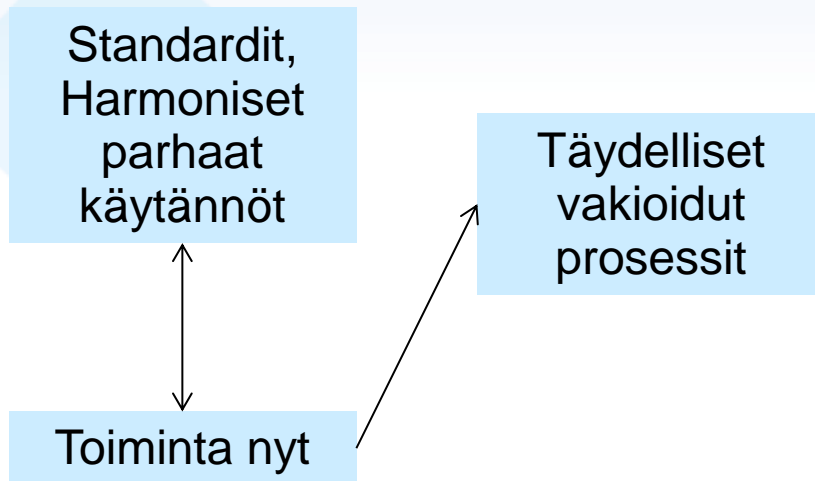 Standardit,
Harmoniset
parhaat
käytännöt
Täydelliset
vakioidut
prosessit
Toiminta nyt